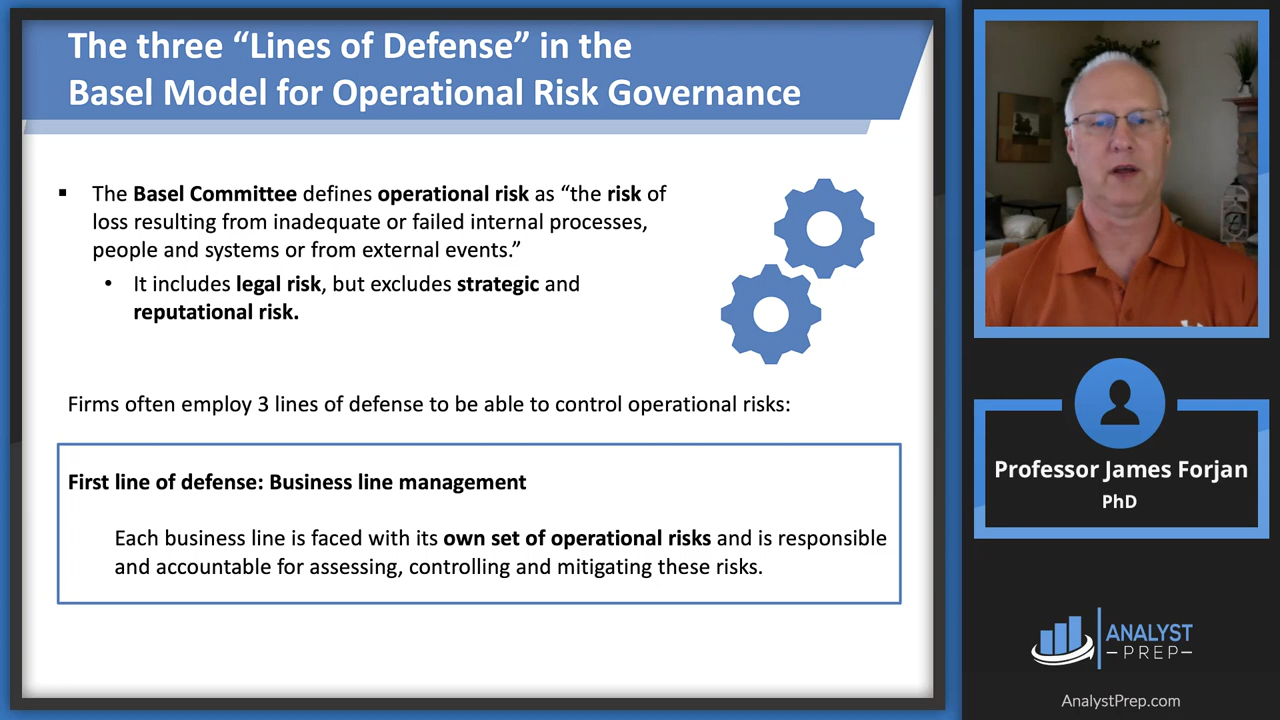 The three “Lines of Defense” in the
Basel Model for Operational Risk Governance
▪ The Basel Committee defines operational risk as “the risk of
loss resulting from inadequate or failed internal processes,
people and systems or from external events.”
• It includes legal risk, but excludes strategic and
reputational risk.
Firms often employ 3 lines of defense to be able to control operational risks:
First line of defense: Business line management
Each business line is faced with its own set of operational risks and is responsible
and accountable for assessing, controlling and mitigating these risks.
Professor James Forjan
PhD
ANALYST
–PREP–
AnalystPrep.com